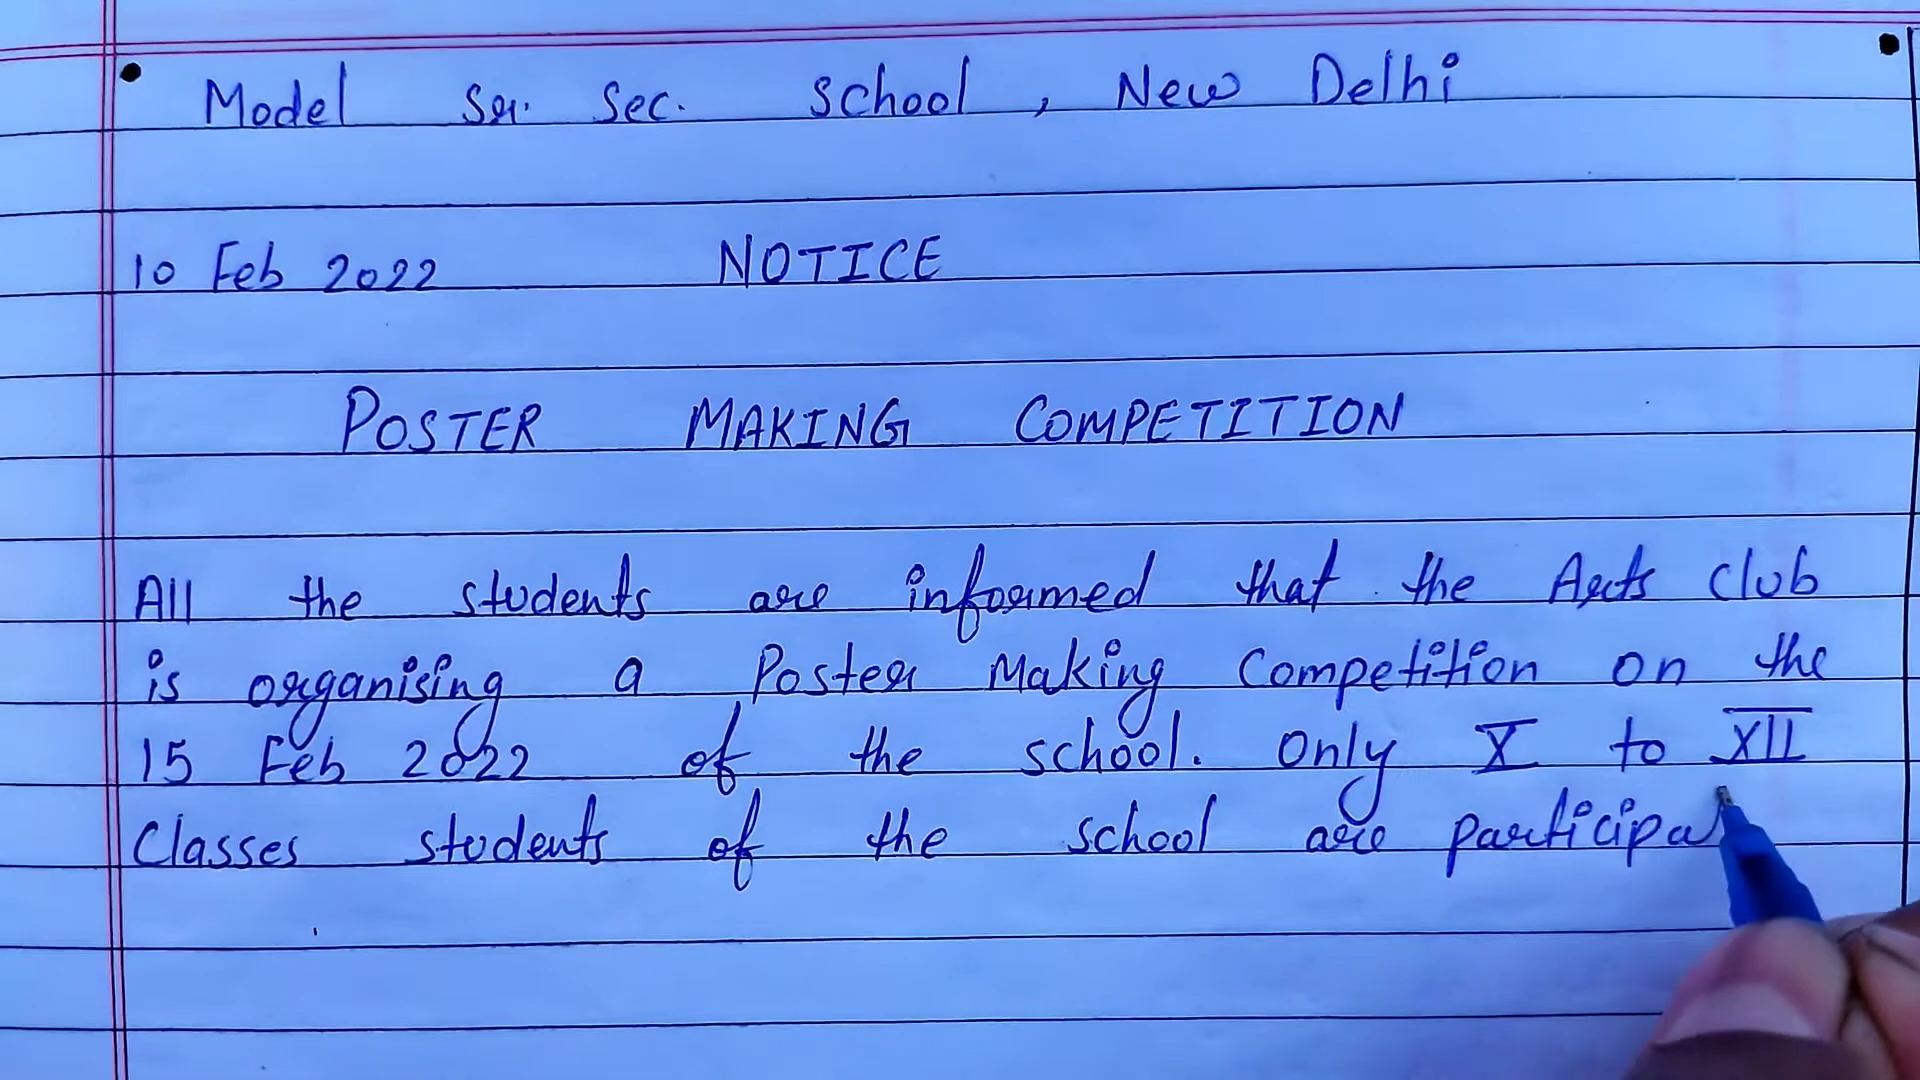 Model Sr. Sec. School, New Delhi
10 Feb 2022 NOTICE
POSTER MAKING COMPETITION
All the students are informed that the Arts club
is organising a Poster Making Competition on the
15 Feb 2022 of the school. Only X to XII
Classes students of the school are participa